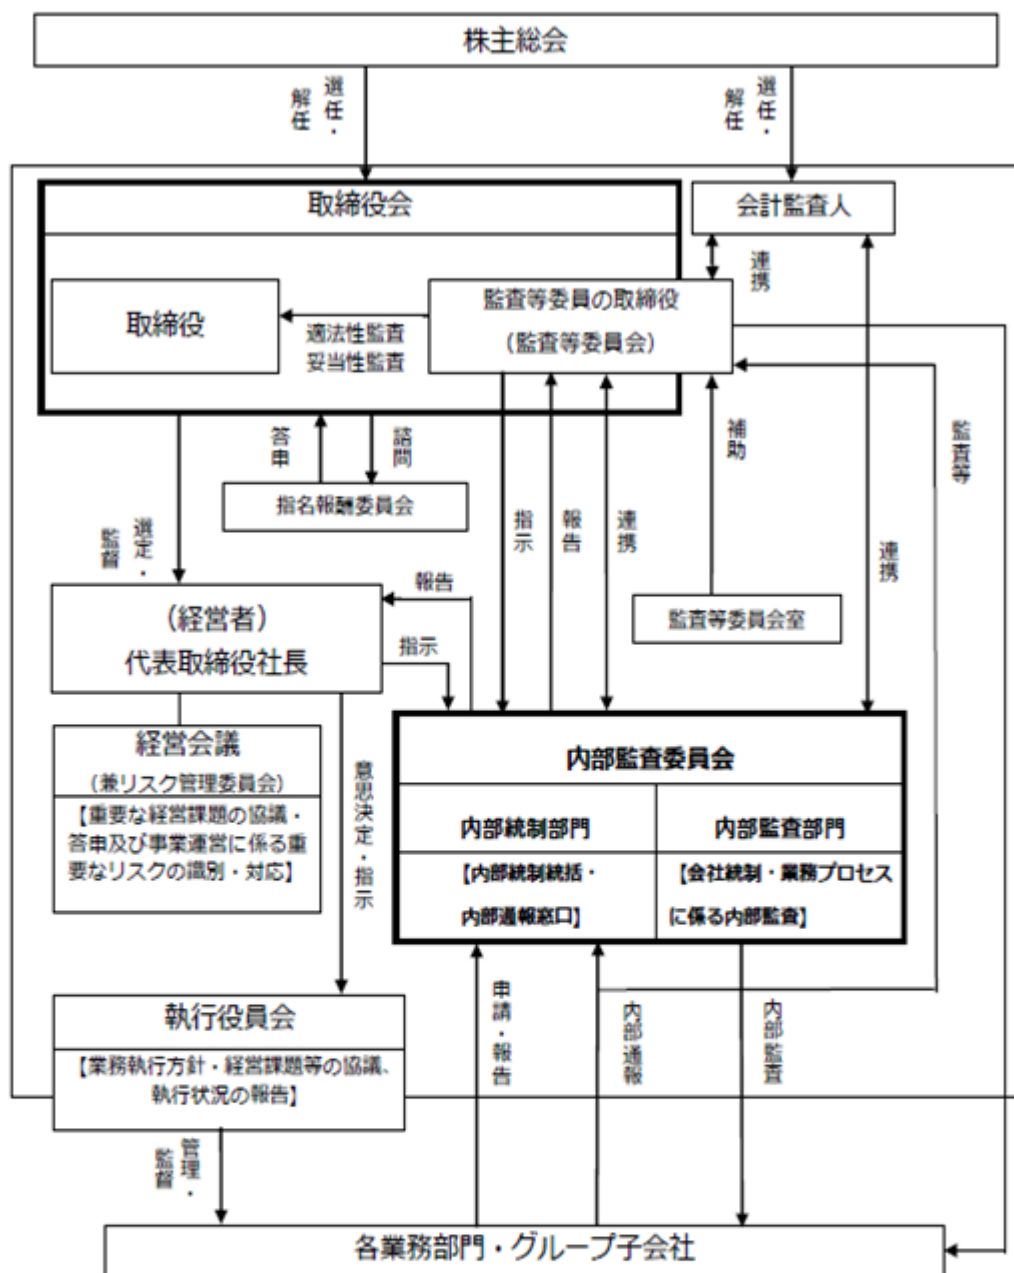 株主総会
選任・
解任
選任・
解任
取締役会
会計監査人
連携
取締役
適法性監査
妥当性監査
監査等委員の取締役
（監査等委員会）
答申
諮問
指名報酬委員会
指示
報告
連携
補助
監査等
連携
監査等委員会室
選定・
監督
（経営者）
代表取締役社長
報告
指示
経営会議
（兼リスク管理委員会）
【重要な経営課題の協議・
答申及び事業運営に係る重
要なリスクの識別・対応】
意思決定・指示
内部監査委員会
内部統制部門
内部監査部門
【内部統制統括・
内部通報窓口】
【会社統制・業務プロセス
に係る内部監査】
執行役員会
【業務執行方針・経営課題等の協議、
執行状況の報告】
申請・報告
内部通報
内部監査
管理・
監督
各業務部門・グループ子会社